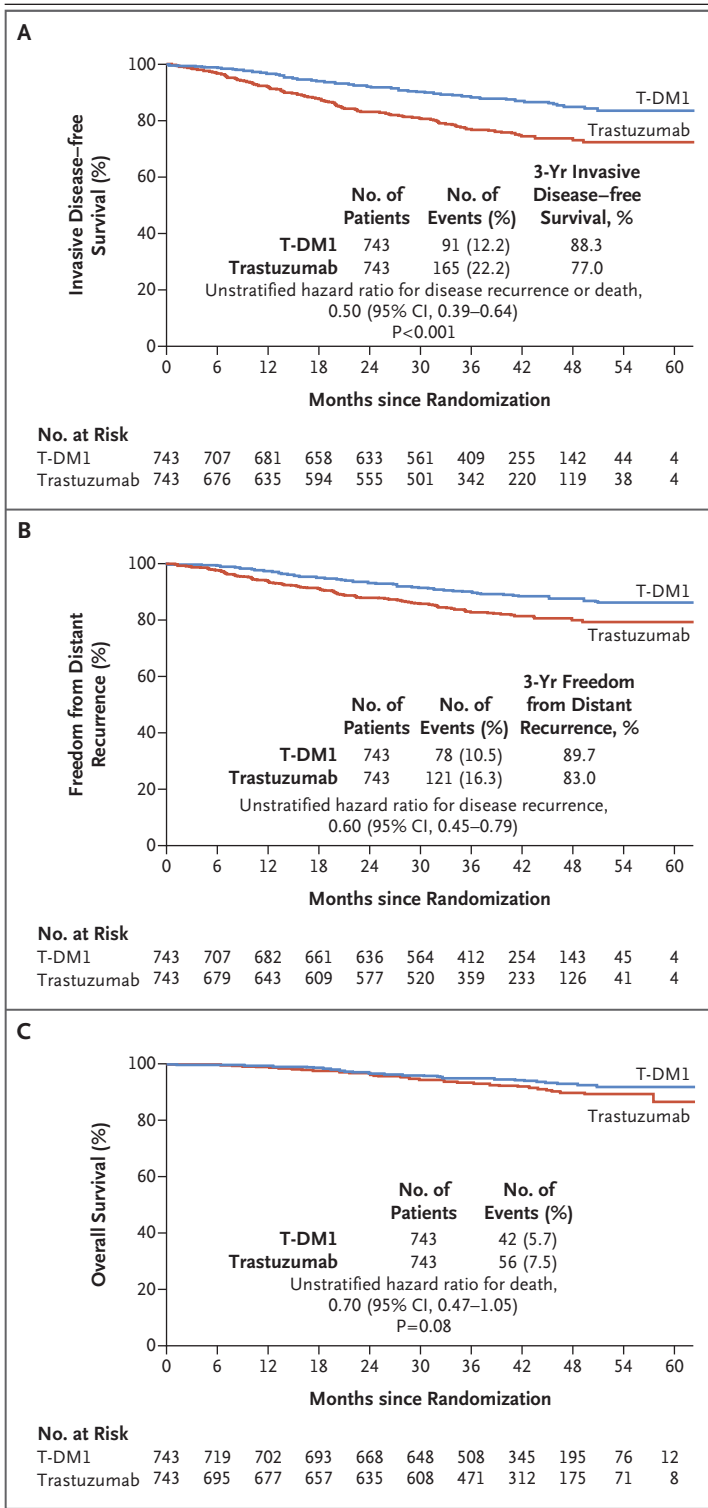 A
100
80
60
40
20
0
Invasive Disease–free
Survival (%)
T-DM1
Trastuzumab
No. of
Patients
No. of
Events (%)
3-Yr Invasive
Disease–free
Survival, %
T-DM1 743 91 (12.2) 88.3
Trastuzumab 743 165 (22.2) 77.0
Unstratified hazard ratio for disease recurrence or death,
0.50 (95% CI, 0.39–0.64)
P<0.001
0 6 12 18 24 30 36 42 48 54 60
Months since Randomization
No. at Risk
T-DM1 743 707 681 658 633 561 409 255 142 44 4
Trastuzumab 743 676 635 594 555 501 342 220 119 38 4
B
100
80
60
40
20
0
Freedom from Distant
Recurrence (%)
T-DM1
Trastuzumab
No. of
Patients
No. of
Events (%)
3-Yr Freedom
from Distant
Recurrence, %
T-DM1 743 78 (10.5) 89.7
Trastuzumab 743 121 (16.3) 83.0
Unstratified hazard ratio for disease recurrence,
0.60 (95% CI, 0.45–0.79)
0 6 12 18 24 30 36 42 48 54 60
Months since Randomization
No. at Risk
T-DM1 743 707 682 661 636 564 412 254 143 45 4
Trastuzumab 743 679 643 609 577 520 359 233 126 41 4
C
100
80
60
40
20
0
Overall Survival (%)
T-DM1
Trastuzumab
No. of
Patients
No. of
Events (%)
T-DM1 743 42 (5.7)
Trastuzumab 743 56 (7.5)
Unstratified hazard ratio for death,
0.70 (95% CI, 0.47–1.05)
P=0.08
0 6 12 18 24 30 36 42 48 54 60
Months since Randomization
No. at Risk
T-DM1 743 719 702 693 668 648 508 345 195 76 12
Trastuzumab 743 695 677 657 635 608 471 312 175 71 8